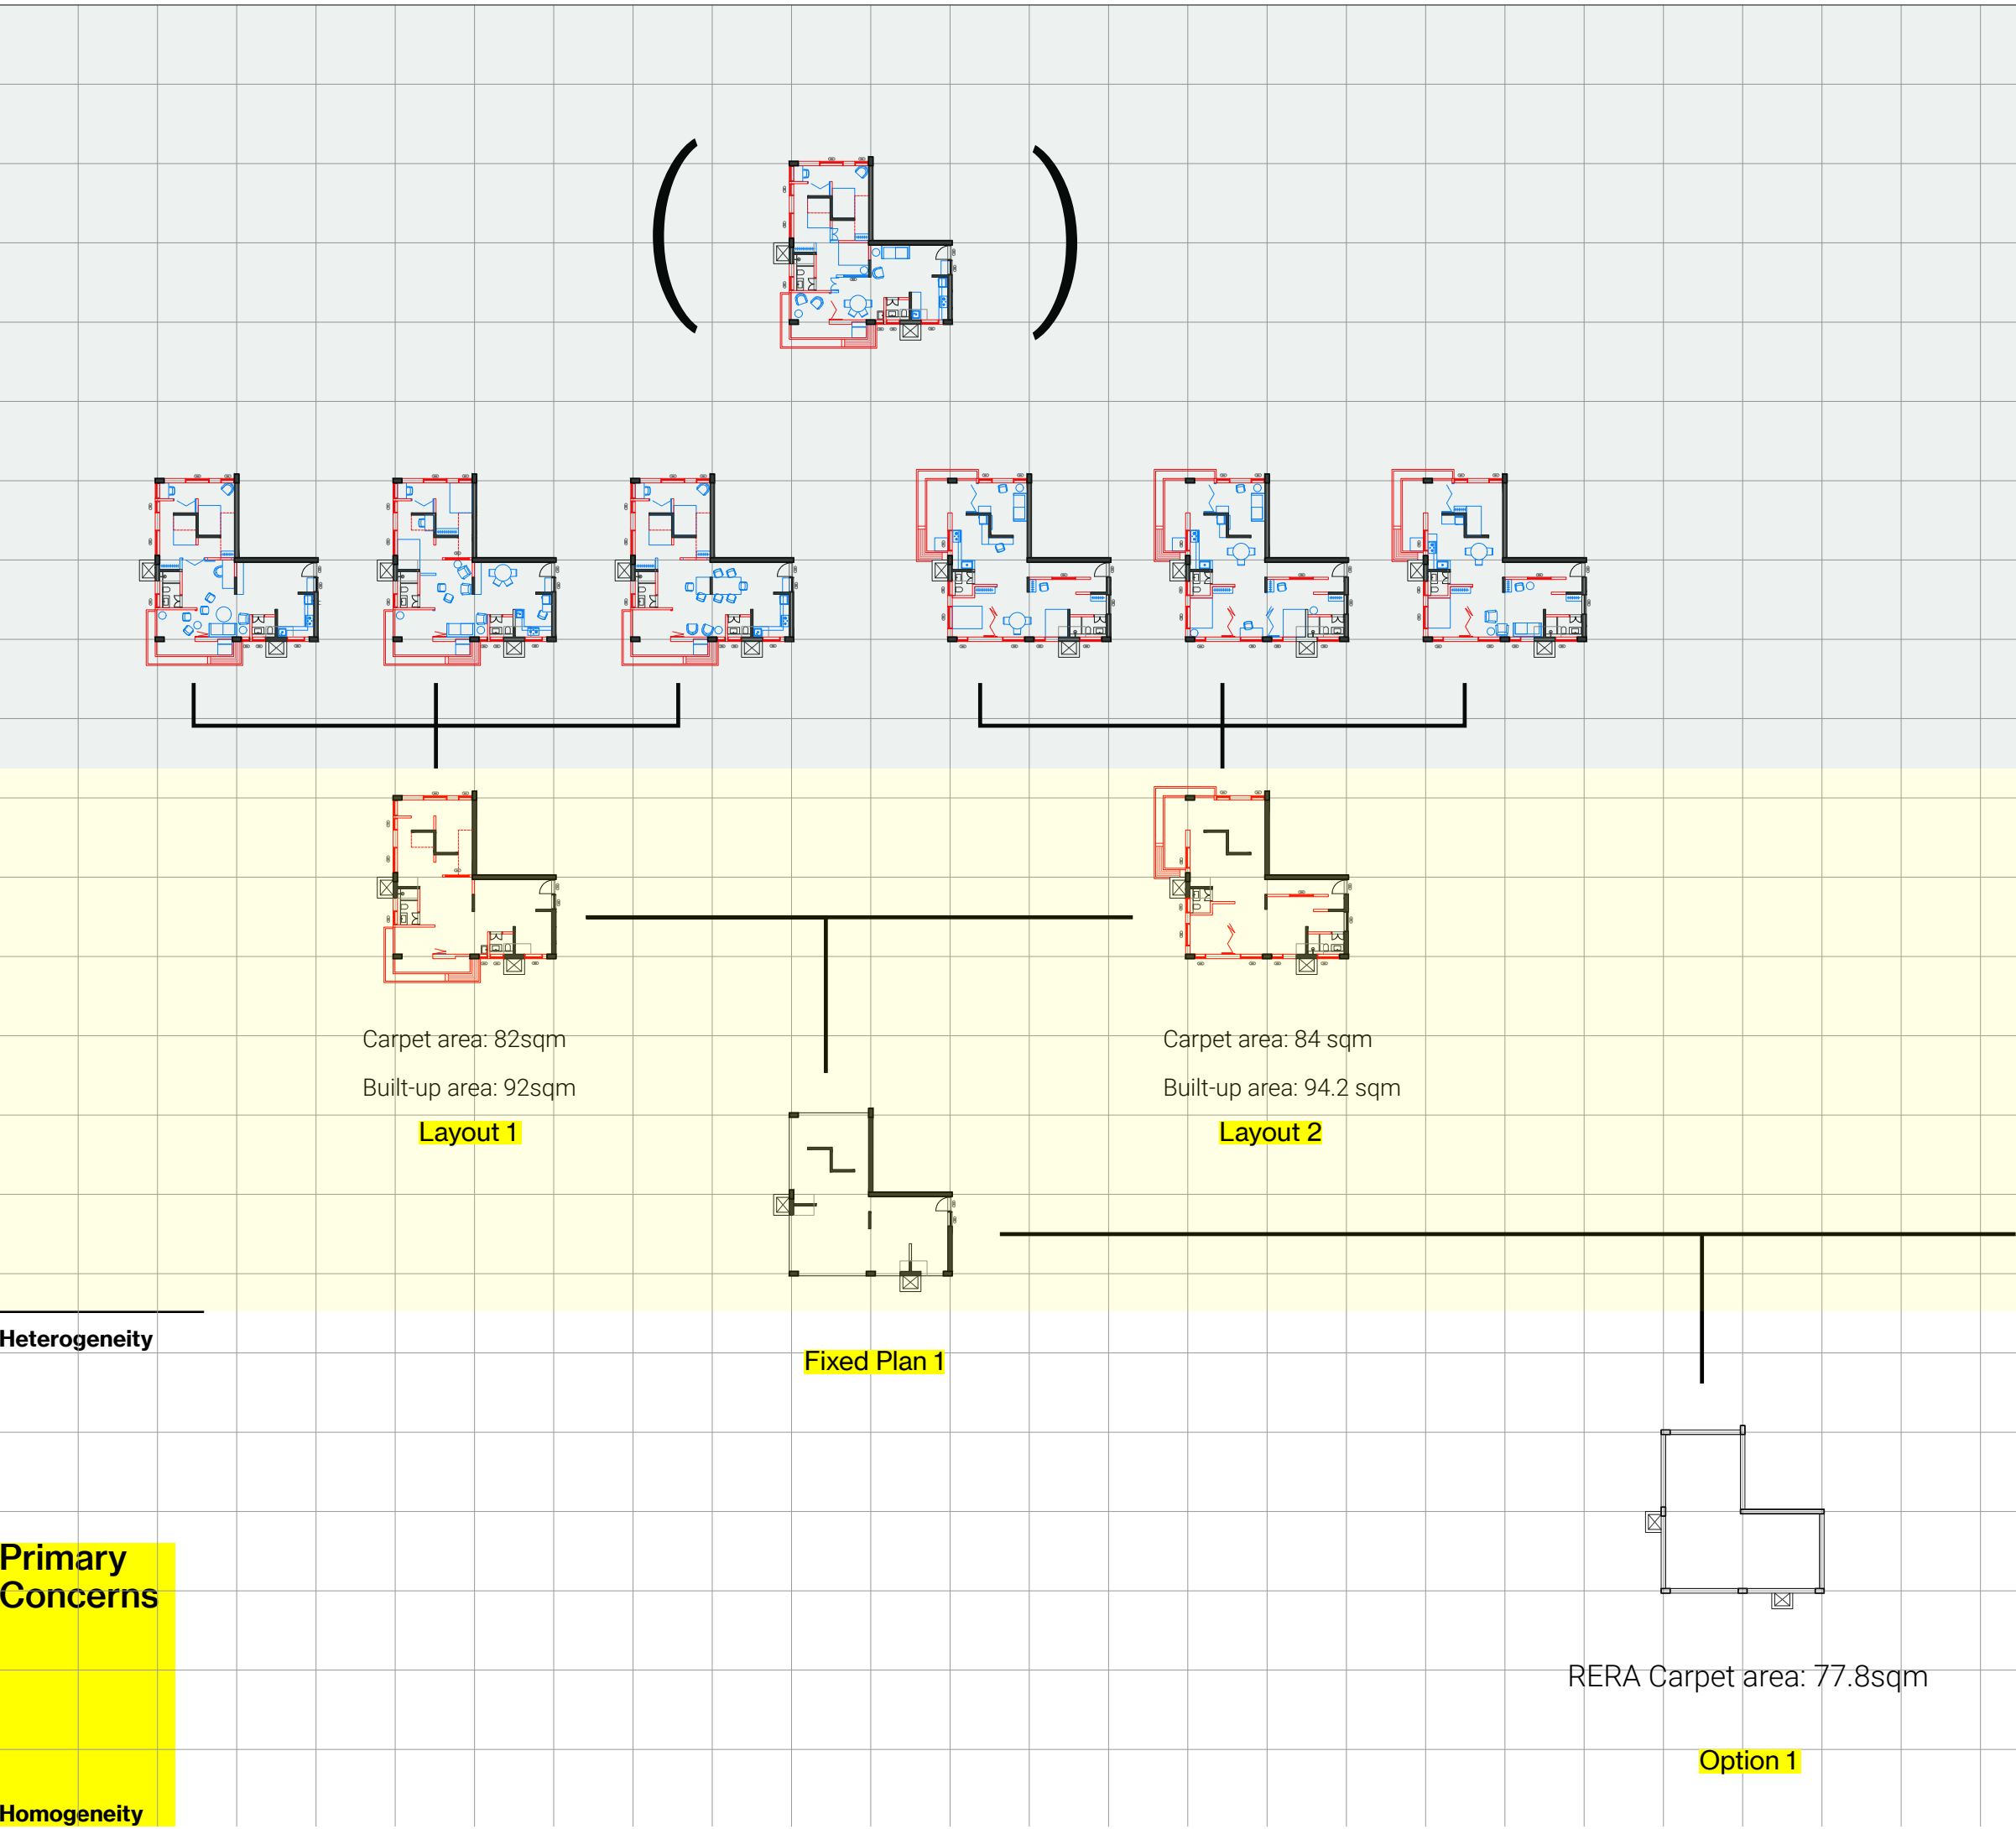 Carpet area: 82sqm
Built-up area: 92sqm
Layout 1
Carpet area: 84 sqm
Built-up area: 94.2 sqm
Layout 2
Heterogeneity
Fixed Plan 1
Primary
Concerns
RERA Carpet area: 77.8sqm
Option 1
Homogeneity